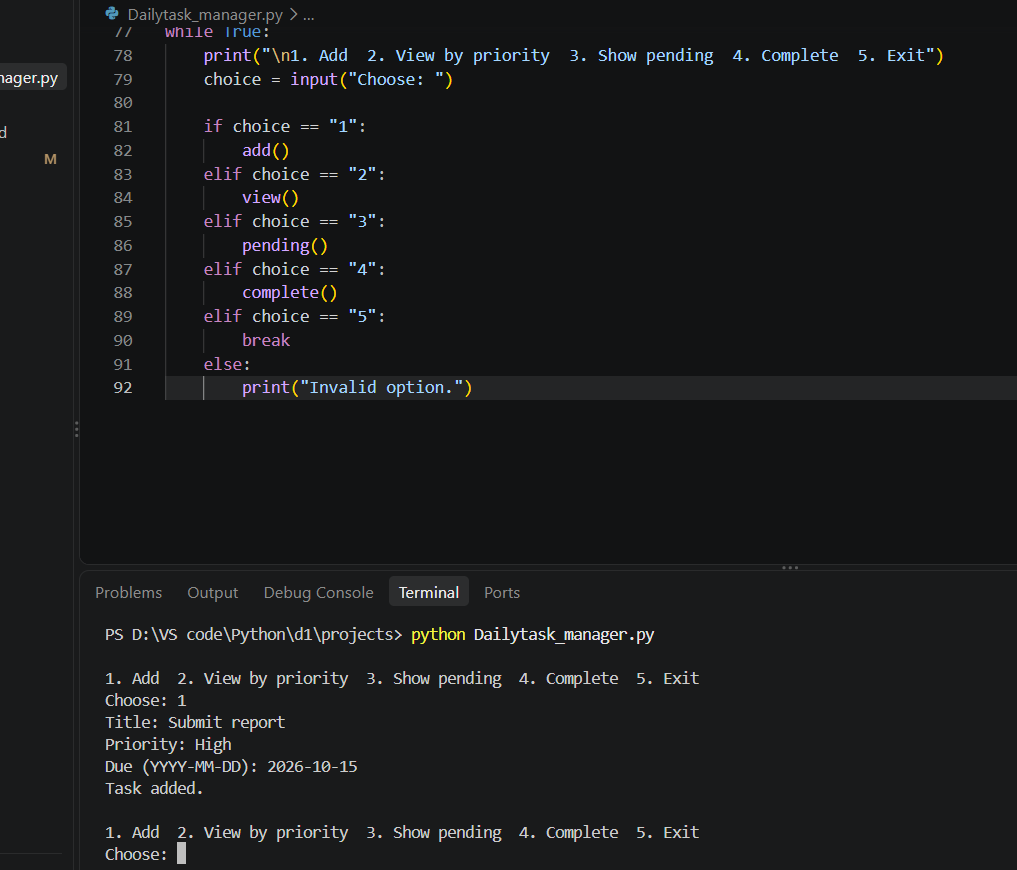 Dailytask_manager.py > ...
nager.py
d
M
77 while True:
78 print("\n1. Add  2. View by priority  3. Show pending  4. Complete  5. Exit")
79 choice = input("Choose: ")
80
81 if choice == "1":
82 add()
83 elif choice == "2":
84 view()
85 elif choice == "3":
86 pending()
87 elif choice == "4":
88 complete()
89 elif choice == "5":
90 break
91 else:
92 print("Invalid option.")
Problems Output Debug Console Terminal Ports
PS D:\VS code\Python\d1\projects> python Dailytask_manager.py
1. Add  2. View by priority  3. Show pending  4. Complete  5. Exit
Choose: 1
Title: Submit report
Priority: High
Due (YYYY-MM-DD): 2026-10-15
Task added.
1. Add  2. View by priority  3. Show pending  4. Complete  5. Exit
Choose: